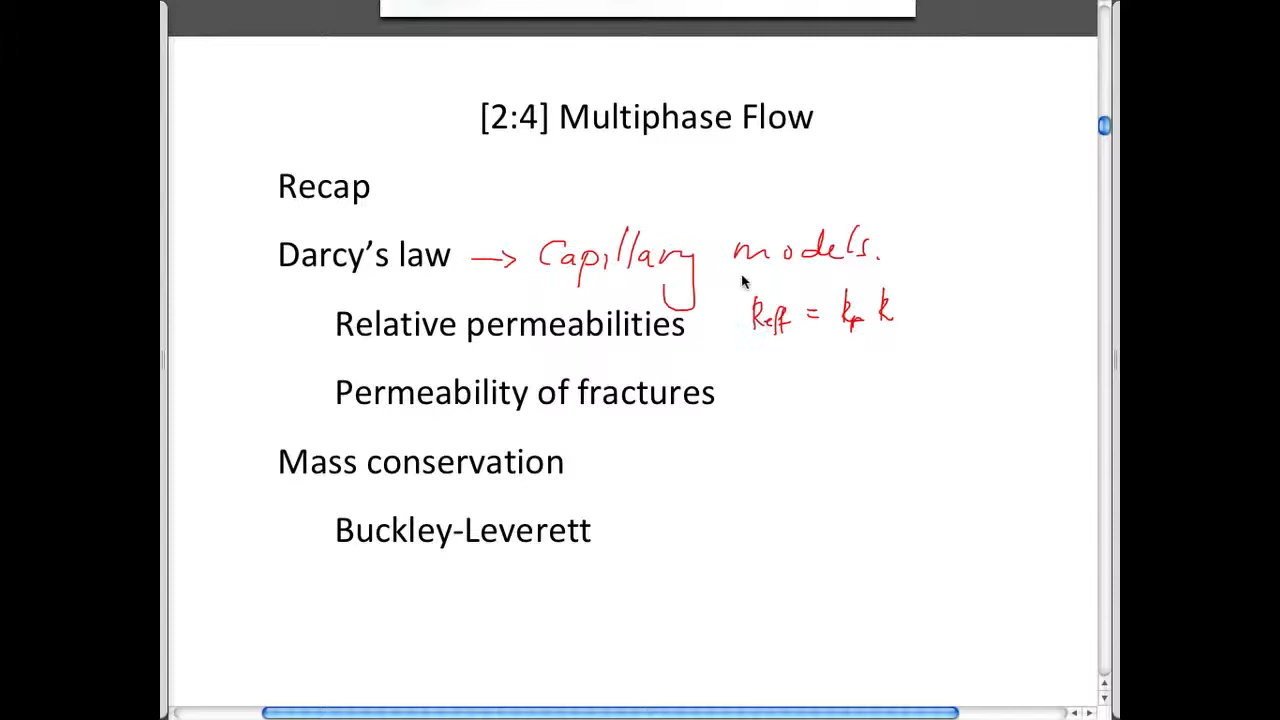 [2:4] Multiphase Flow
Recap
Darcy's law → Capillary models.
Relative permeabilities keff = kr k
Permeability of fractures
Mass conservation
Buckley-Leverett